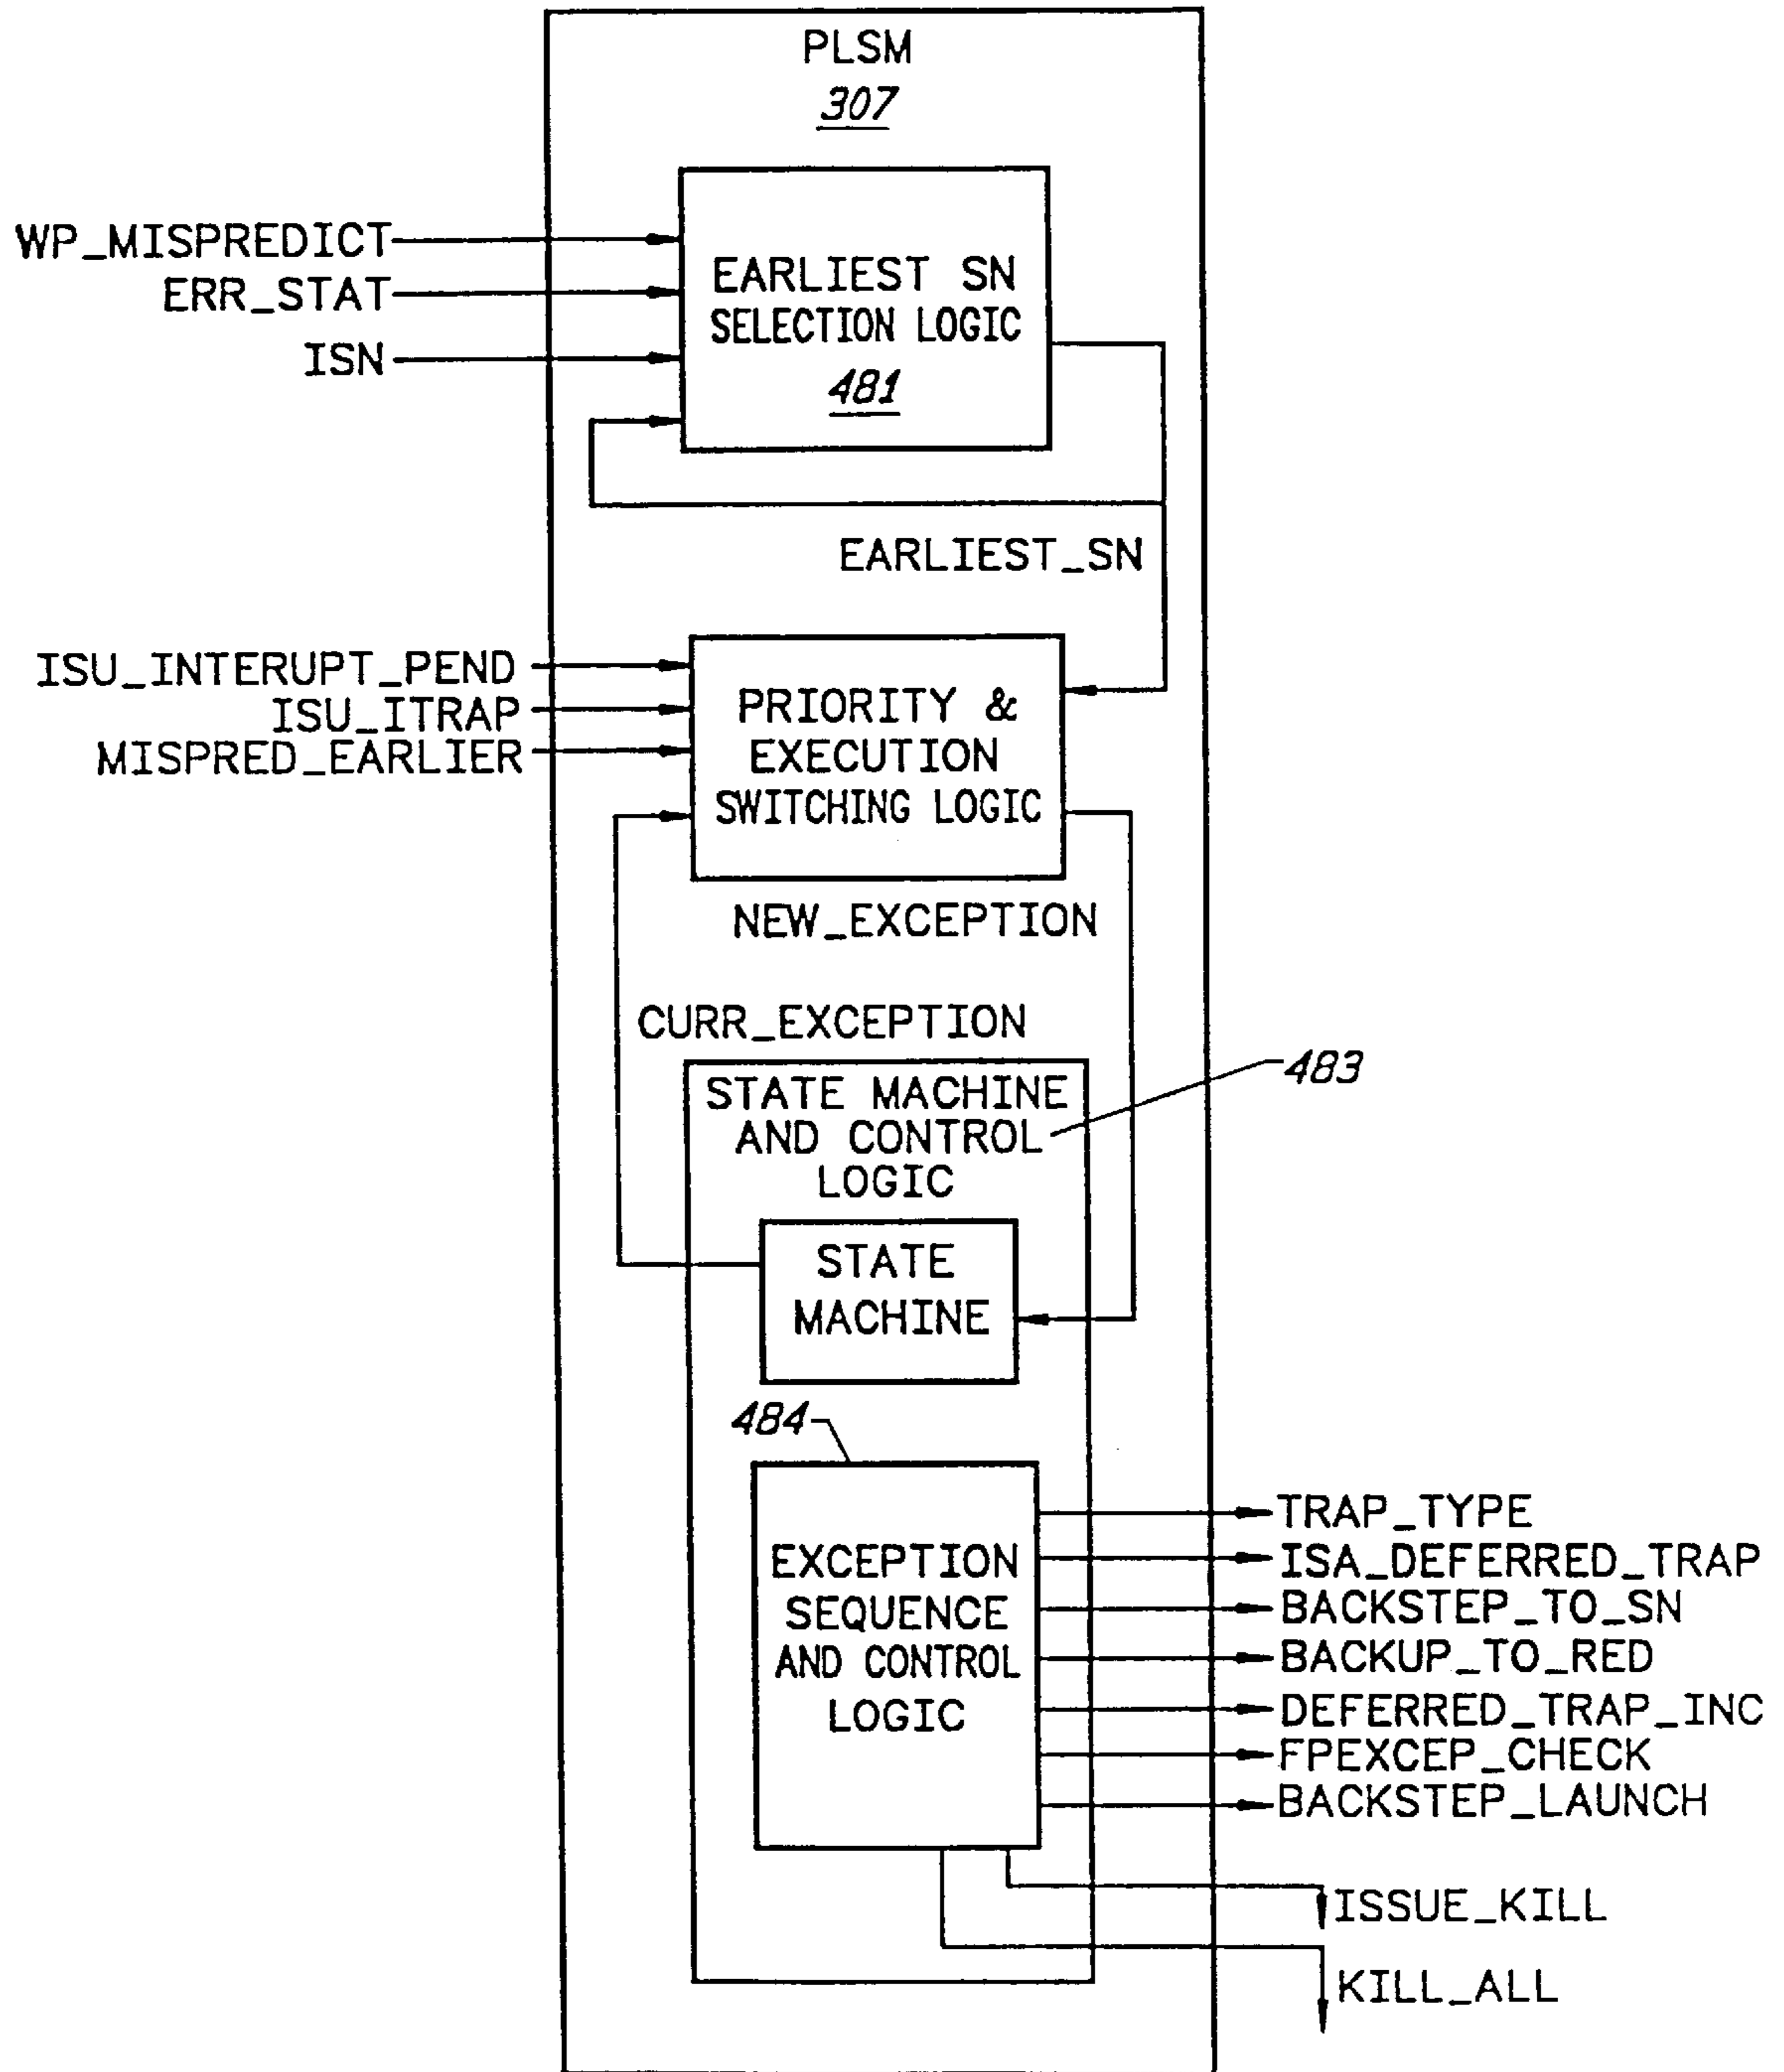 PLSM
307
WP_MISPREDICT
ERR_STAT
ISN
EARLIEST SN
SELECTION LOGIC
481
EARLIEST_SN
ISU_INTERUPT_PEND
ISU_ITRAP
MISPRED_EARLIER
PRIORITY &
EXECUTION
SWITCHING LOGIC
NEW_EXCEPTION
CURR_EXCEPTION
483
STATE MACHINE
AND CONTROL
LOGIC
STATE
MACHINE
484
EXCEPTION
SEQUENCE
AND CONTROL
LOGIC
TRAP_TYPE
ISA_DEFERRED_TRAP
BACKSTEP_TO_SN
BACKUP_TO_RED
DEFERRED_TRAP_INC
FPEXCEP_CHECK
BACKSTEP_LAUNCH
ISSUE_KILL
KILL_ALL